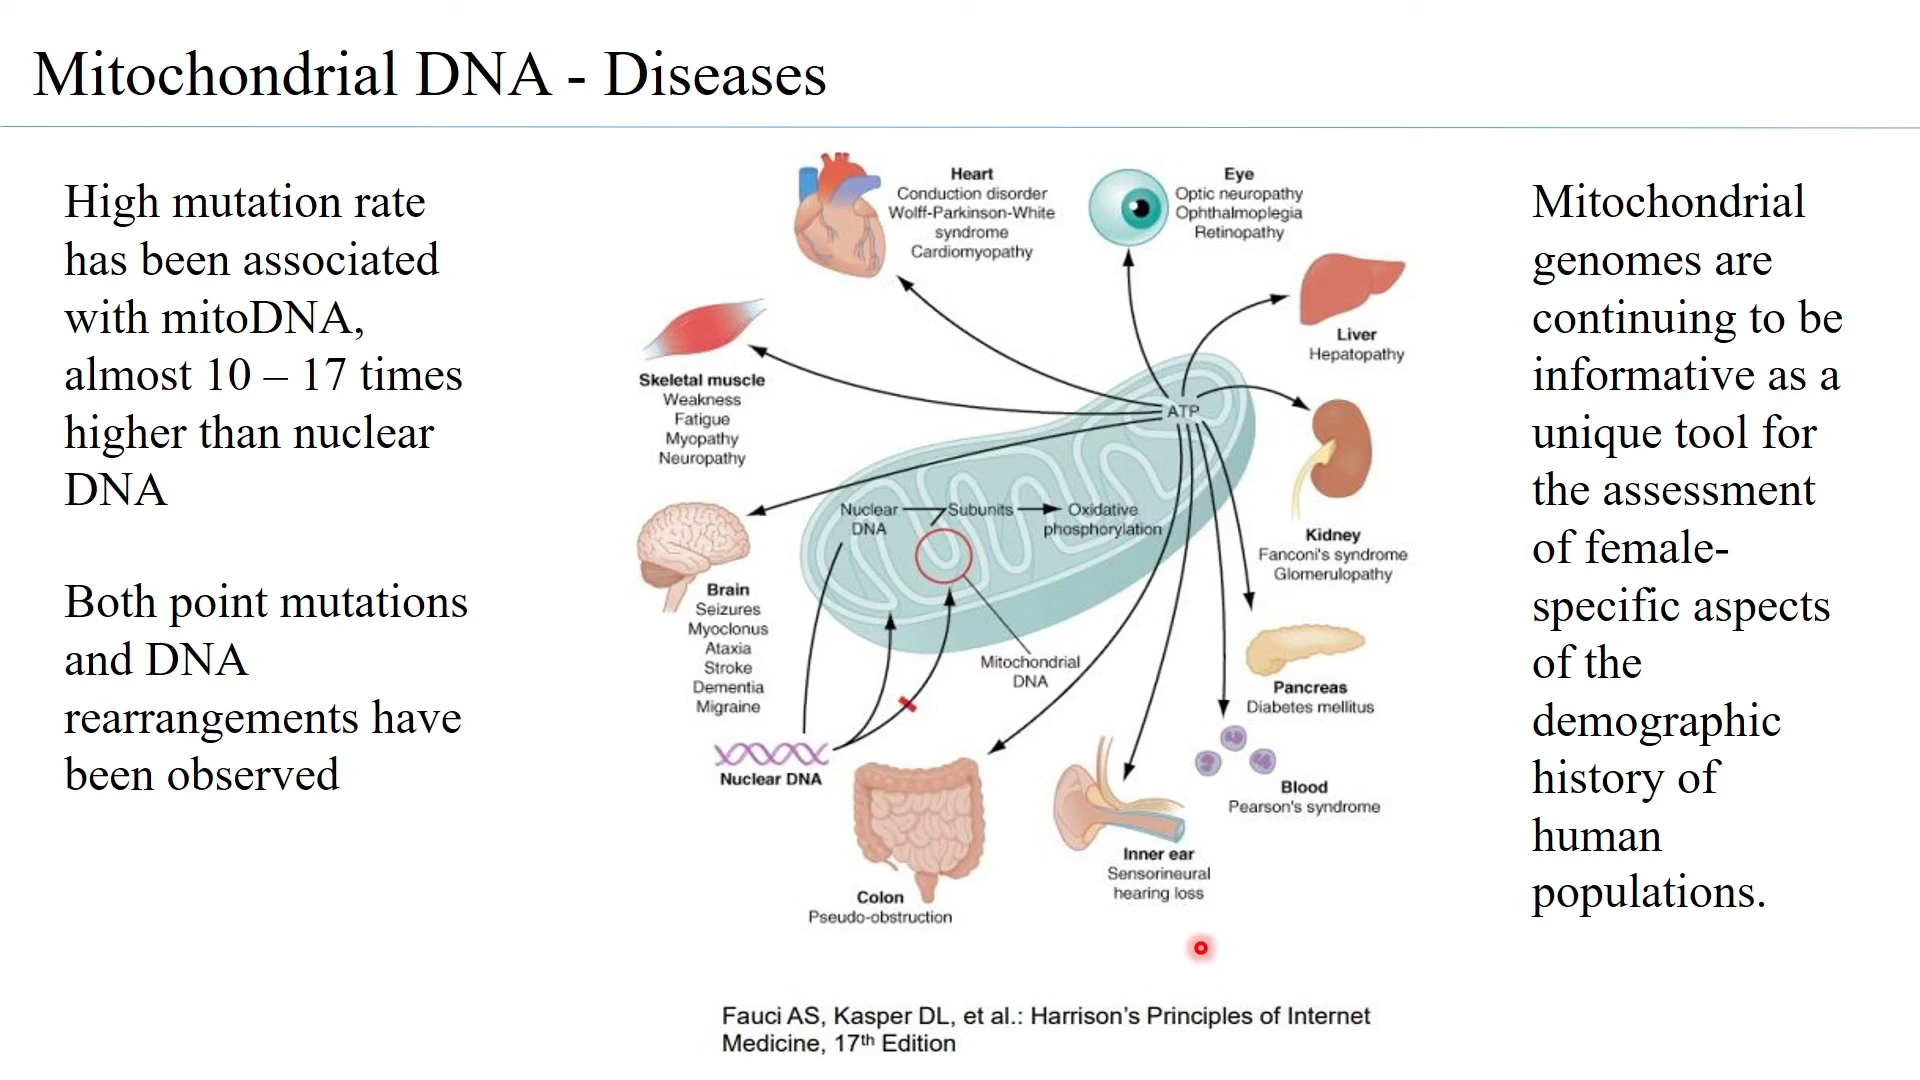 Mitochondrial DNA - Diseases
High mutation rate
has been associated
with mitoDNA,
almost 10 – 17 times
higher than nuclear
DNA
Both point mutations
and DNA
rearrangements have
been observed
Heart
Conduction disorder
Wolff-Parkinson-White
syndrome
Cardiomyopathy
Eye
Optic neuropathy
Ophthalmoplegia
Retinopathy
Liver
Hepatopathy
Skeletal muscle
Weakness
Fatigue
Myopathy
Neuropathy
ATP
Nuclear
DNA
Subunits
Oxidative
phosphorylation
Kidney
Fanconi's syndrome
Glomerulopathy
Brain
Seizures
Myoclonus
Ataxia
Stroke
Dementia
Migraine
Mitochondrial
DNA
Pancreas
Diabetes mellitus
Nuclear DNA
Blood
Pearson's syndrome
Inner ear
Sensorineural
hearing loss
Colon
Pseudo-obstruction
Fauci AS, Kasper DL, et al.: Harrison’s Principles of Internet
Medicine, 17th Edition
Mitochondrial
genomes are
continuing to be
informative as a
unique tool for
the assessment
of female-
specific aspects
of the
demographic
history of
human
populations.